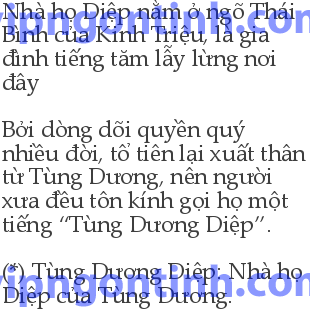 Nhà họ Diệp nằm ở ngõ Thái
Bình của Kinh Triệu, là gia
đình tiếng tăm lẫy lừng nơi
đây
Bởi dòng dõi quyền quý
nhiều đời, tổ tiên lại xuất thân
từ Tùng Dương, nên người
xưa đều tôn kính gọi họ một
tiếng “Tùng Dương Diệp”.
(*) Tùng Dương Diệp: Nhà họ
Diệp của Tùng Dương.